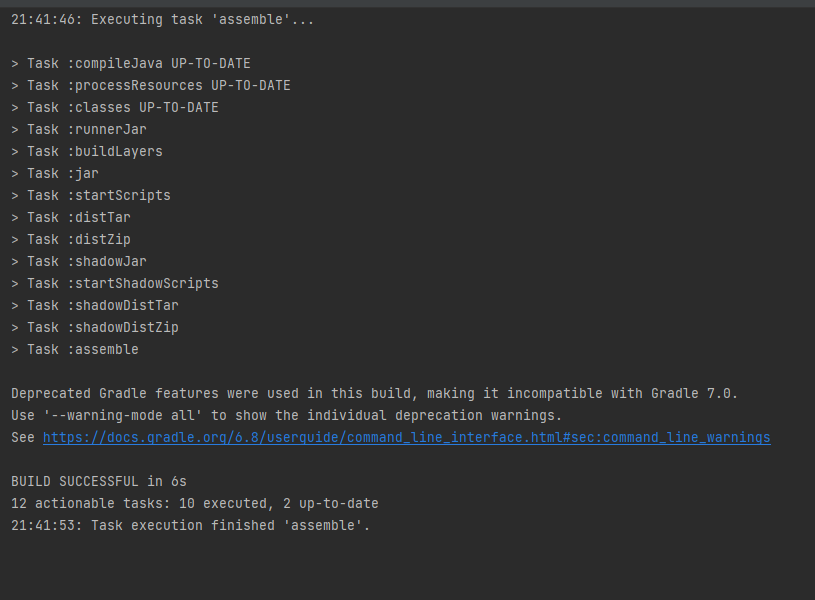 21:41:46: Executing task 'assemble'...
> Task :compileJava UP-TO-DATE
> Task :processResources UP-TO-DATE
> Task :classes UP-TO-DATE
> Task :runnerJar
> Task :buildLayers
> Task :jar
> Task :startScripts
> Task :distTar
> Task :distZip
> Task :shadowJar
> Task :startShadowScripts
> Task :shadowDistTar
> Task :shadowDistZip
> Task :assemble
Deprecated Gradle features were used in this build, making it incompatible with Gradle 7.0.
Use '--warning-mode all' to show the individual deprecation warnings.
See https://docs.gradle.org/6.8/userguide/command_line_interface.html#sec:command_line_warnings
BUILD SUCCESSFUL in 6s
12 actionable tasks: 10 executed, 2 up-to-date
21:41:53: Task execution finished 'assemble'.